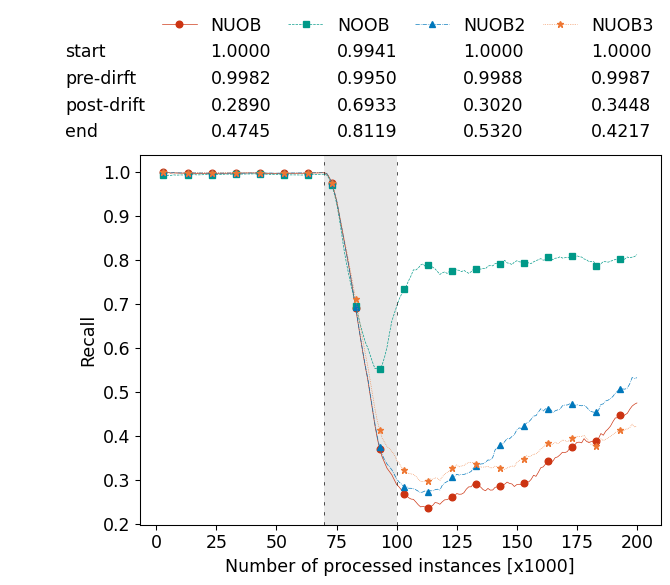 NUOB NOOB NUOB2 NUOB3
start 1.0000 0.9941 1.0000 1.0000
pre-dirft 0.9982 0.9950 0.9988 0.9987
post-drift 0.2890 0.6933 0.3020 0.3448
end 0.4745 0.8119 0.5320 0.4217
1.0
0.9
0.8
0.7
0.6
0.5
0.4
0.3
0.2
Recall
0 25 50 75 100 125 150 175 200
Number of processed instances [x1000]